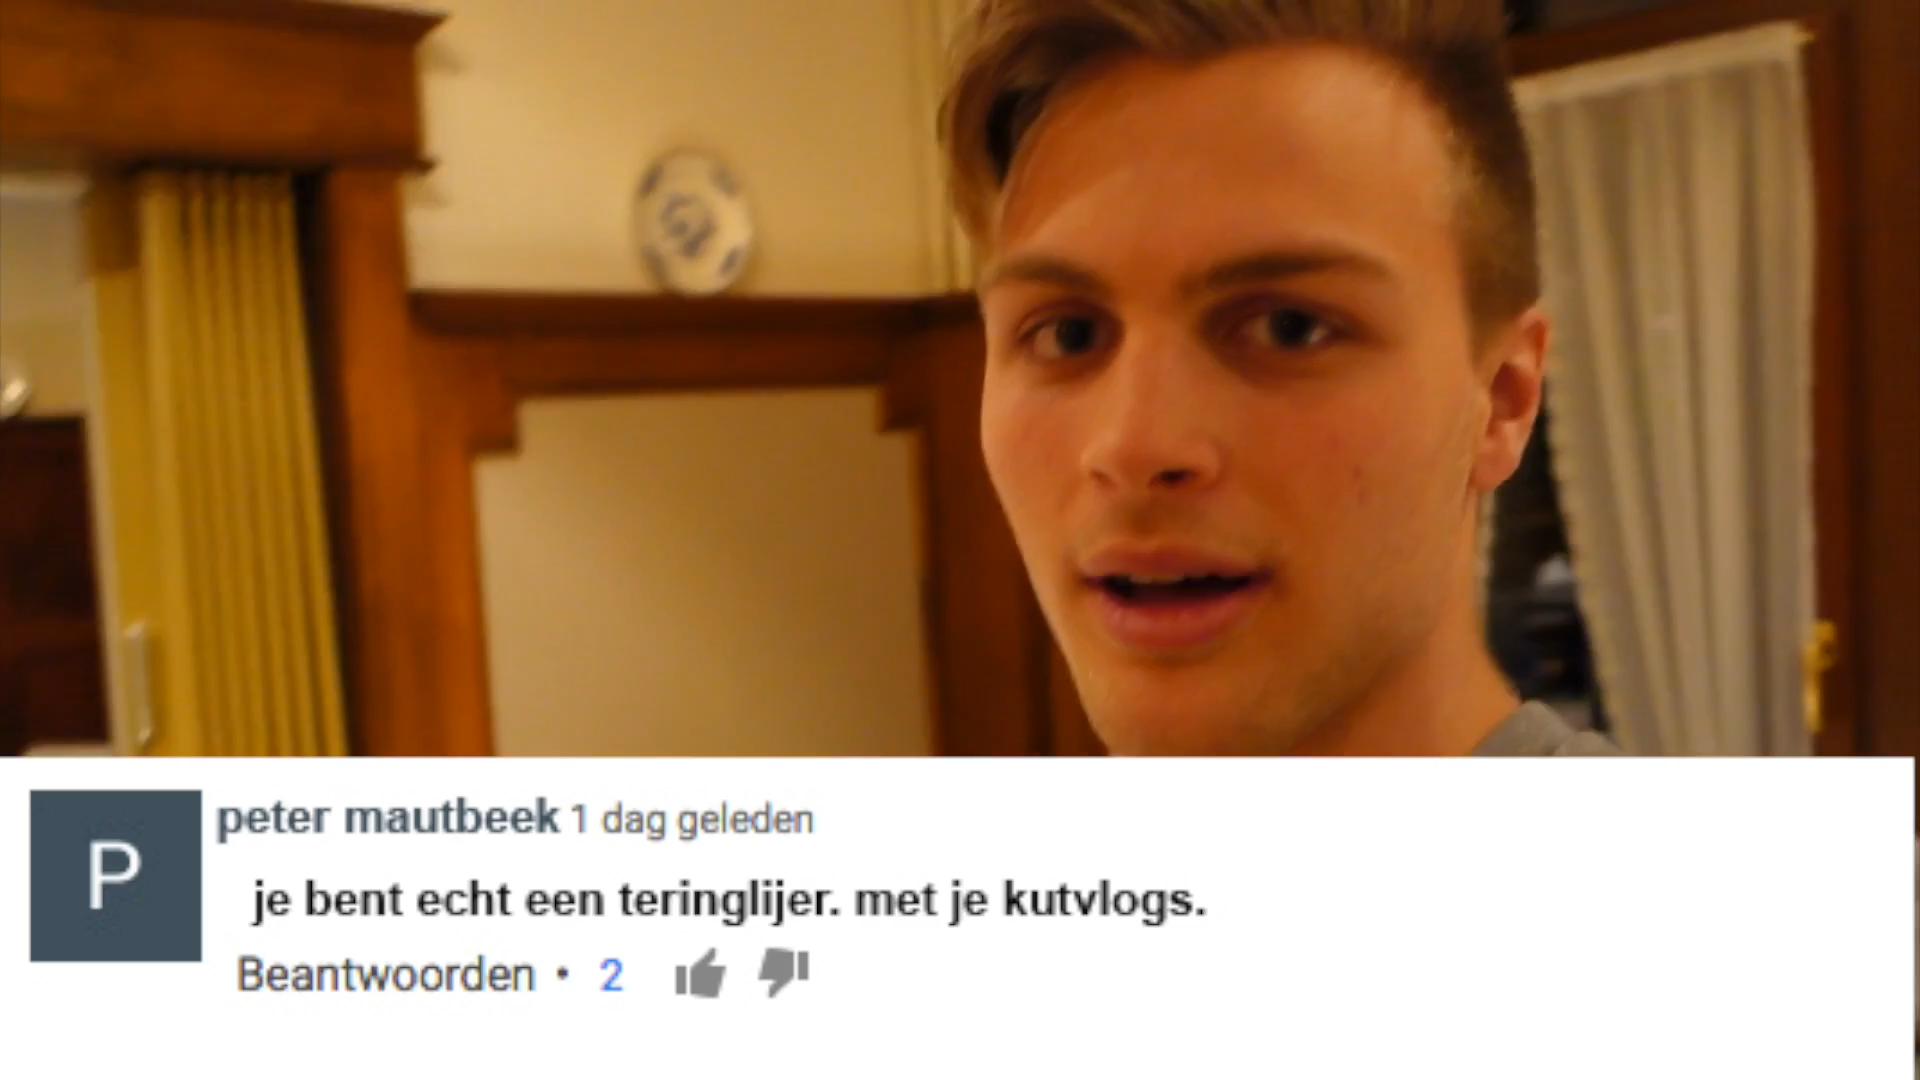 P
peter mautbeek 1 dag geleden
je bent echt een teringlijer. met je kutvlogs.
Beantwoorden • 2